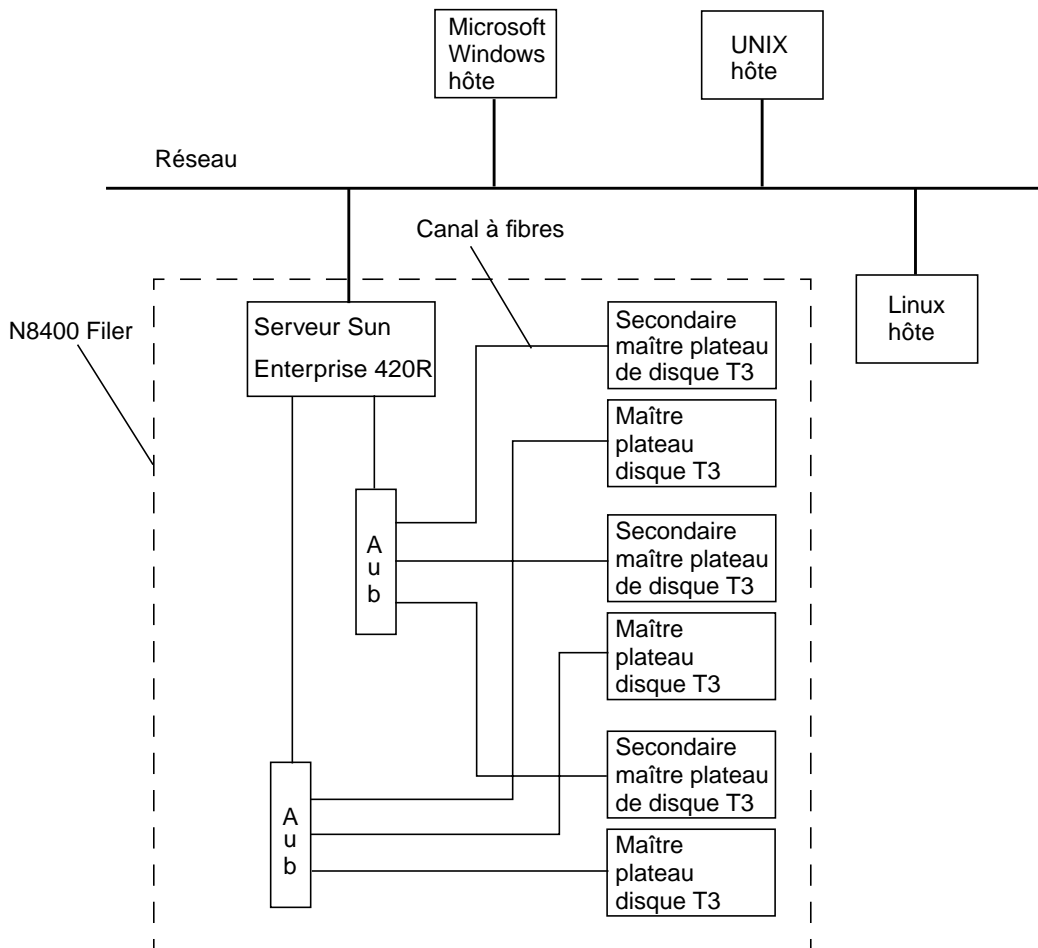 Microsoft
Windows
hôte
UNIX
hôte
Réseau
Canal à fibres
N8400 Filer
Serveur Sun
Enterprise 420R
Linux
hôte
Secondaire
maître plateau
de disque T3
Maître
plateau
disque T3
A
u
b
Secondaire
maître plateau
de disque T3
Maître
plateau
disque T3
Secondaire
maître plateau
de disque T3
A
u
b
Maître
plateau
disque T3